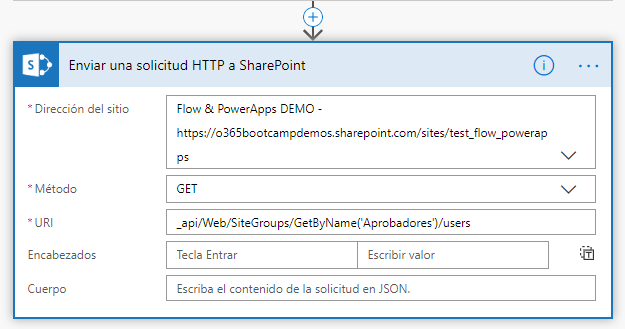 Enviar una solicitud HTTP a SharePoint
* Dirección del sitio
Flow & PowerApps DEMO -
https://o365bootcampdemos.sharepoint.com/sites/test_flow_powerap
ps
* Método
GET
* URI
_api/Web/SiteGroups/GetByName('Aprobadores')/users
Encabezados
Tecla Entrar
Escribir valor
Cuerpo
Escriba el contenido de la solicitud en JSON.